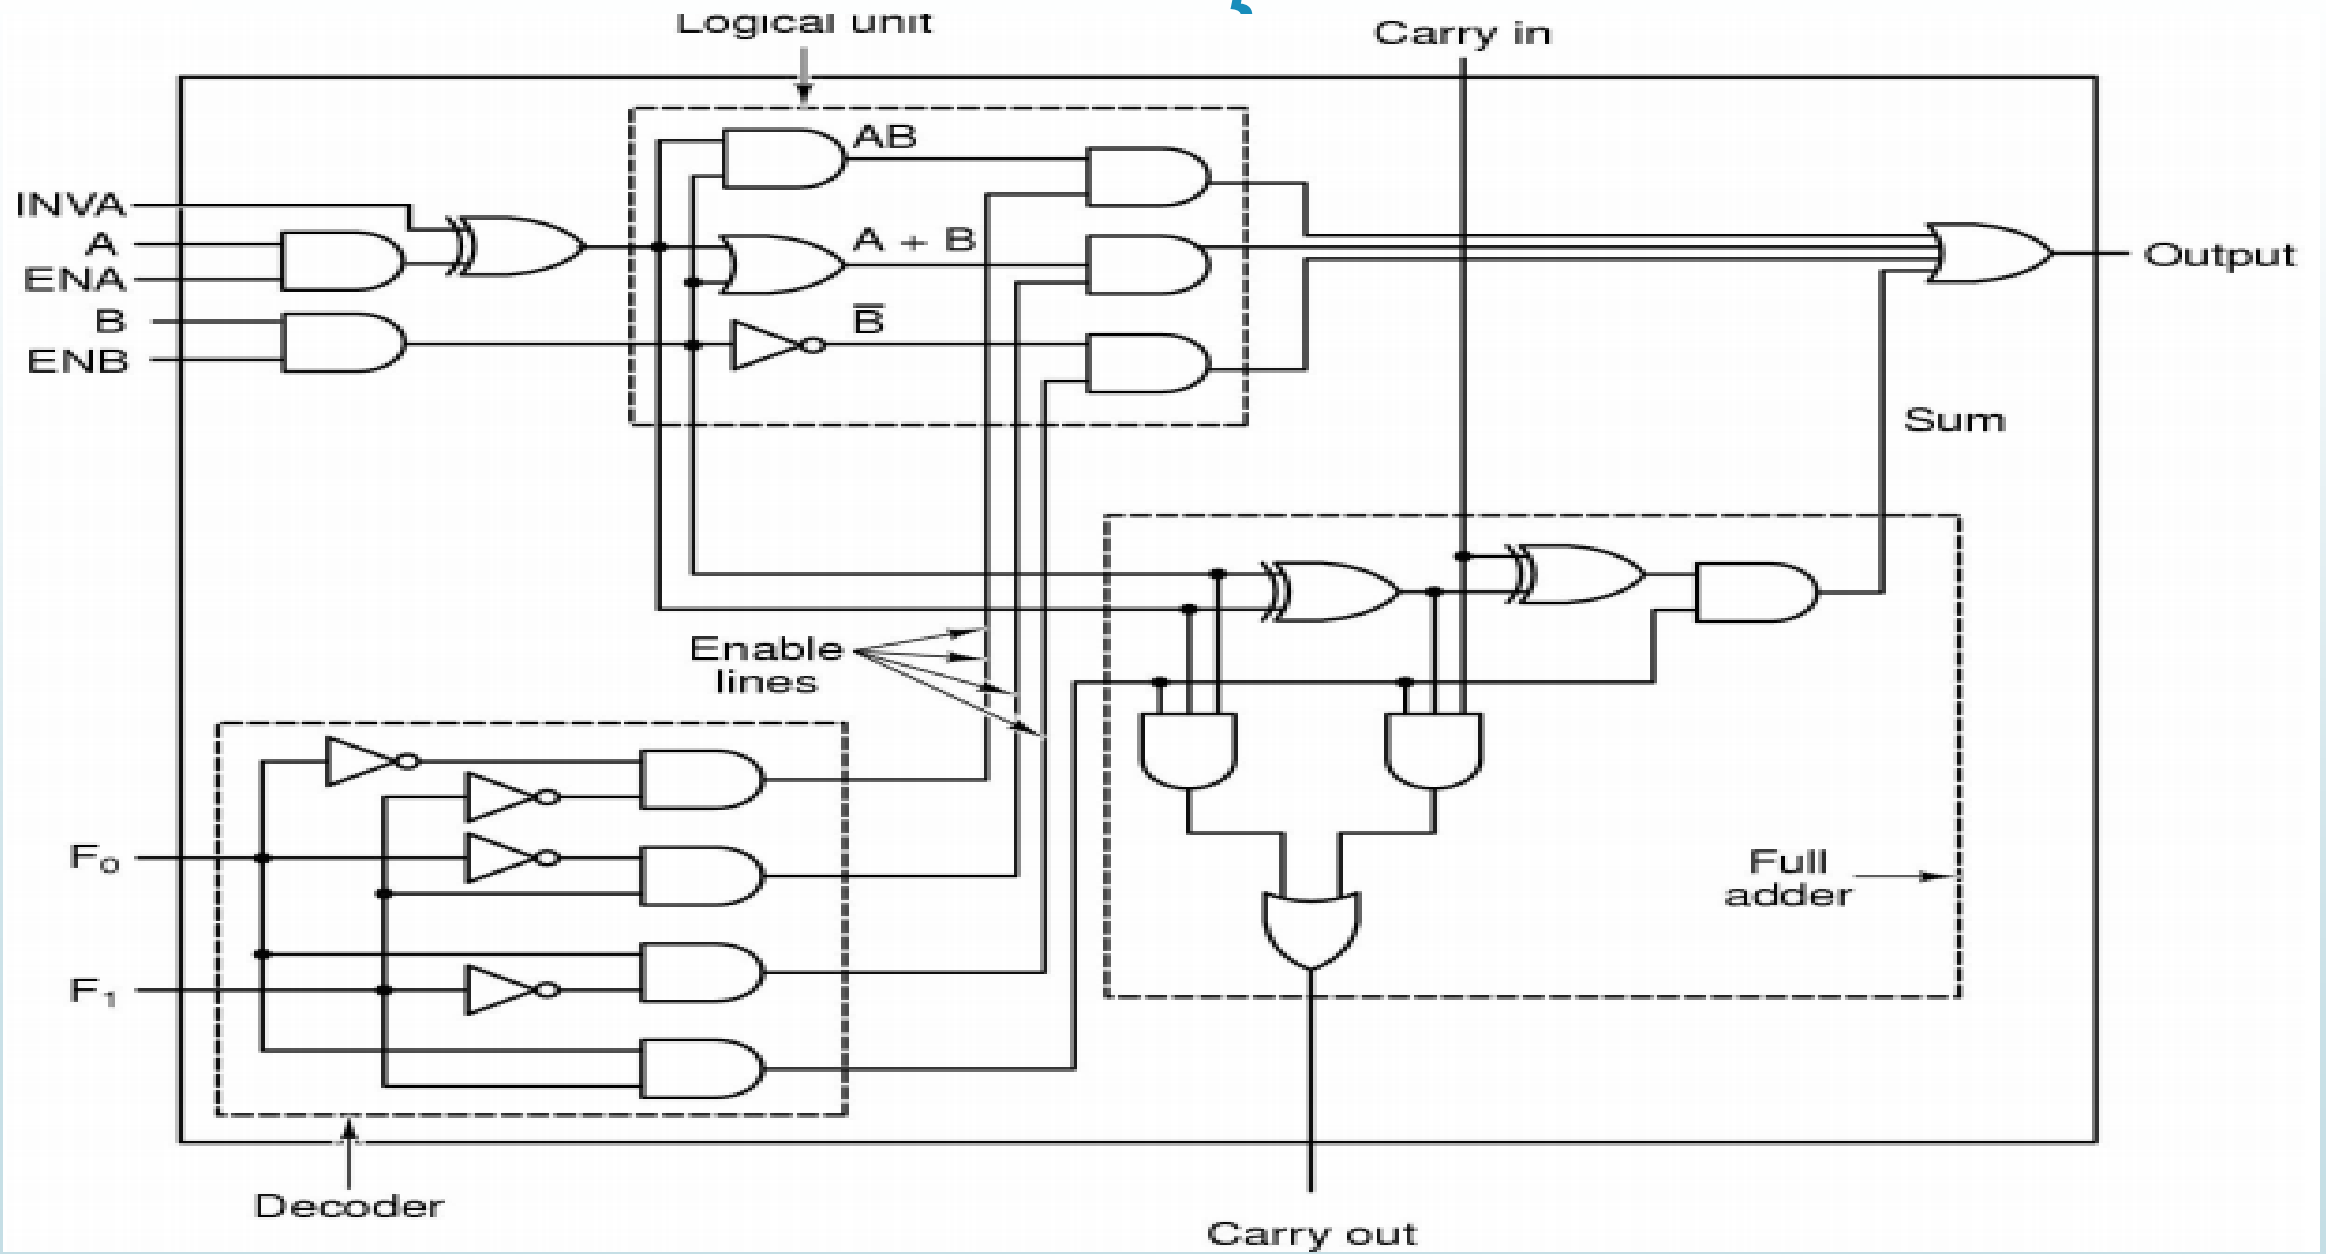 Logical unit
Carry in
INVA
A
ENA
B
ENB
AB
A + B
B̅
Output
Sum
Enable
lines
F₀
F₁
Full
adder
Decoder
Carry out